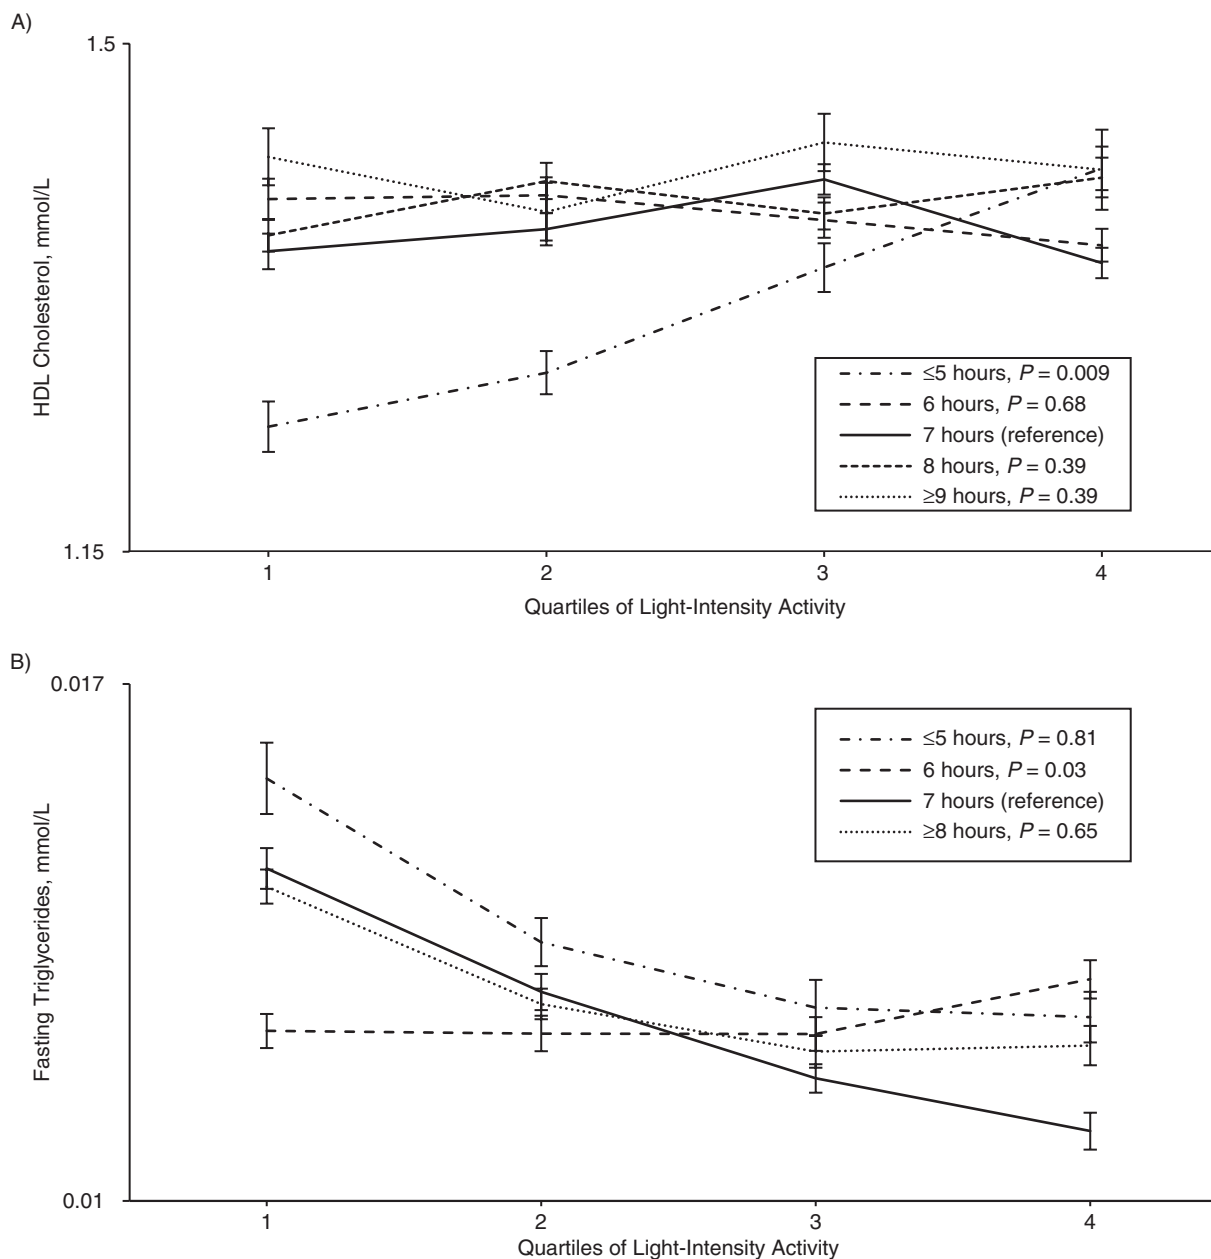 A)
1.5
HDL Cholesterol, mmol/L
≤5 hours, P = 0.009
6 hours, P = 0.68
7 hours (reference)
8 hours, P = 0.39
≥9 hours, P = 0.39
1.15
1 2 3 4
Quartiles of Light-Intensity Activity
B)
0.017
Fasting Triglycerides, mmol/L
≤5 hours, P = 0.81
6 hours, P = 0.03
7 hours (reference)
≥8 hours, P = 0.65
0.01
1 2 3 4
Quartiles of Light-Intensity Activity